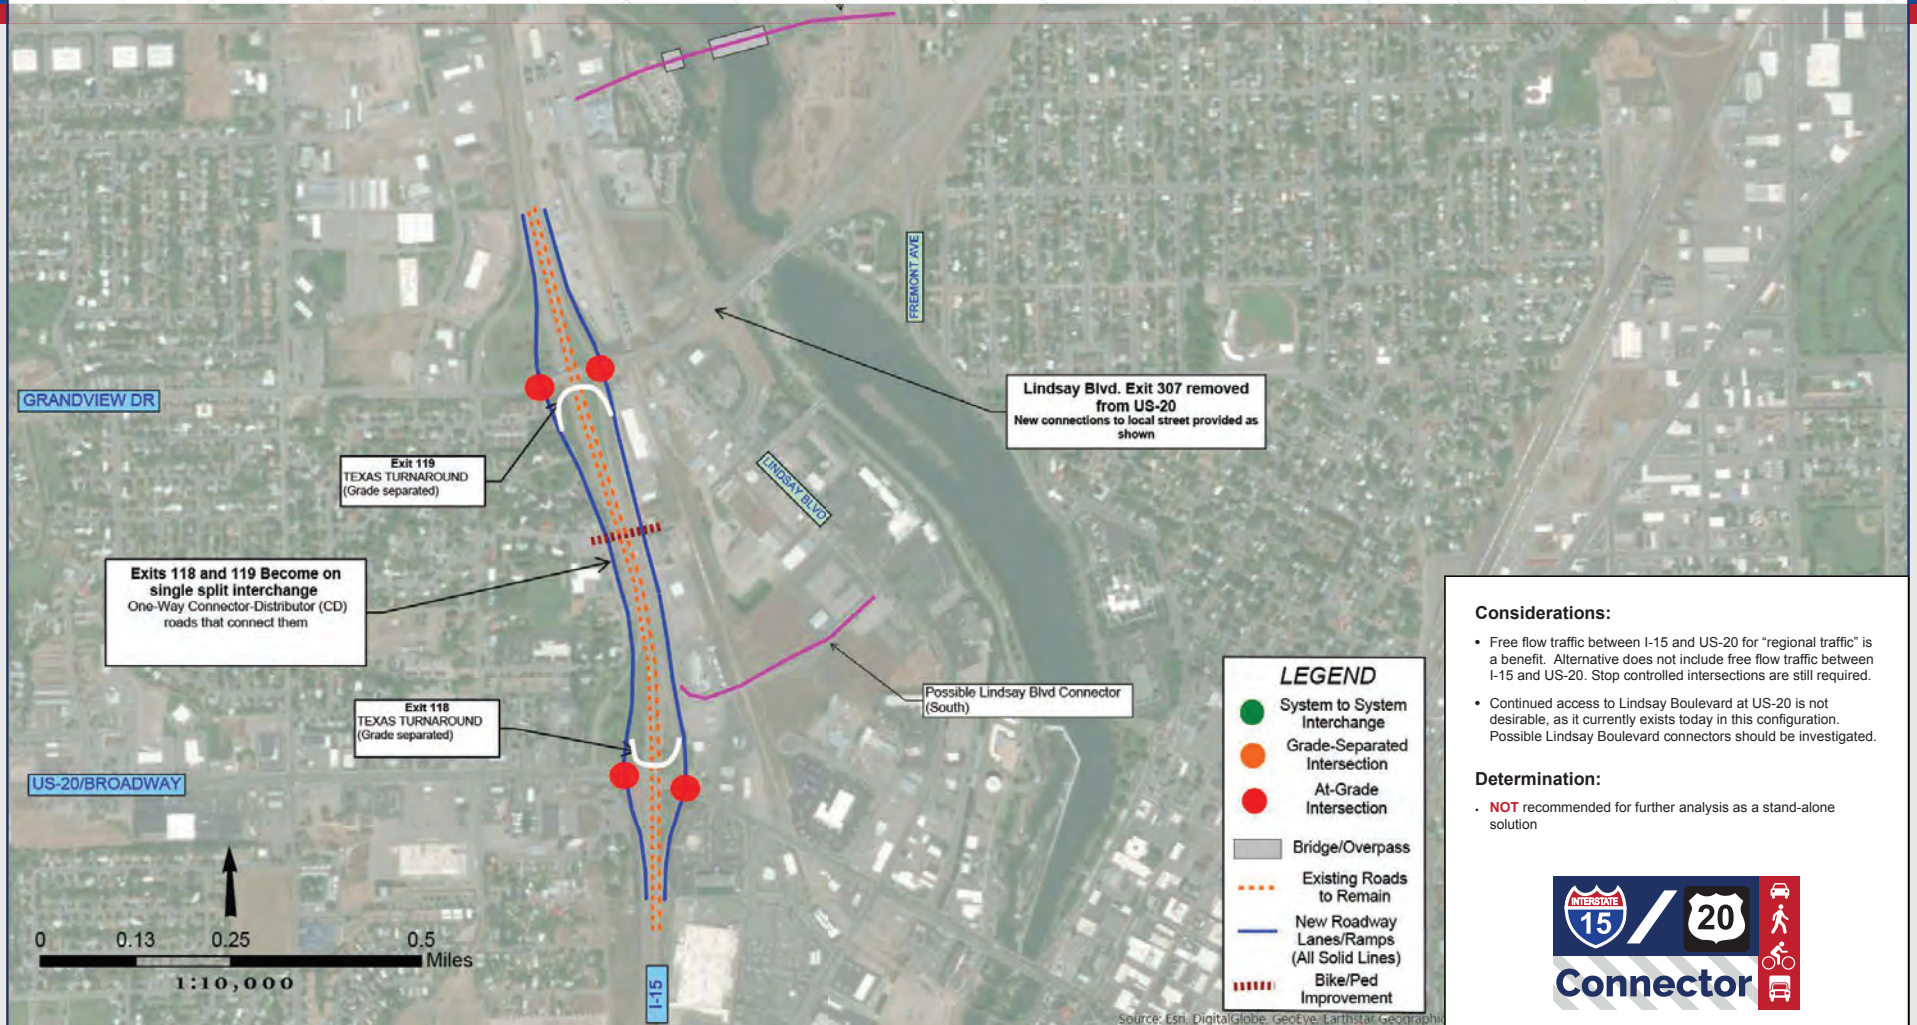 FREMONT AVE
GRANDVIEW DR
Lindsay Blvd. Exit 307 removed
from US-20
New connections to local street provided as
shown
Exit 119
TEXAS TURNAROUND
(Grade separated)
LINDSAY BLVD
Exits 118 and 119 Become on
single split interchange
One-Way Connector-Distributor (CD)
roads that connect them
Possible Lindsay Blvd Connector
(South)
Exit 118
TEXAS TURNAROUND
(Grade separated)
US-20/BROADWAY
0 0.13 0.25 0.5
Miles
1:10,000
I-15
LEGEND
System to System
Interchange
Grade-Separated
Intersection
At-Grade
Intersection
Bridge/Overpass
Existing Roads
to Remain
New Roadway
Lanes/Ramps
(All Solid Lines)
Bike/Ped
Improvement
Source: Esri, DigitalGlobe, GeoEye, Earthstar Geographic
Considerations:
• Free flow traffic between I-15 and US-20 for “regional traffic” is
a benefit. Alternative does not include free flow traffic between
I-15 and US-20. Stop controlled intersections are still required.
• Continued access to Lindsay Boulevard at US-20 is not
desirable, as it currently exists today in this configuration.
Possible Lindsay Boulevard connectors should be investigated.
Determination:
• NOT recommended for further analysis as a stand-alone
solution
INTERSTATE
15
20
Connector